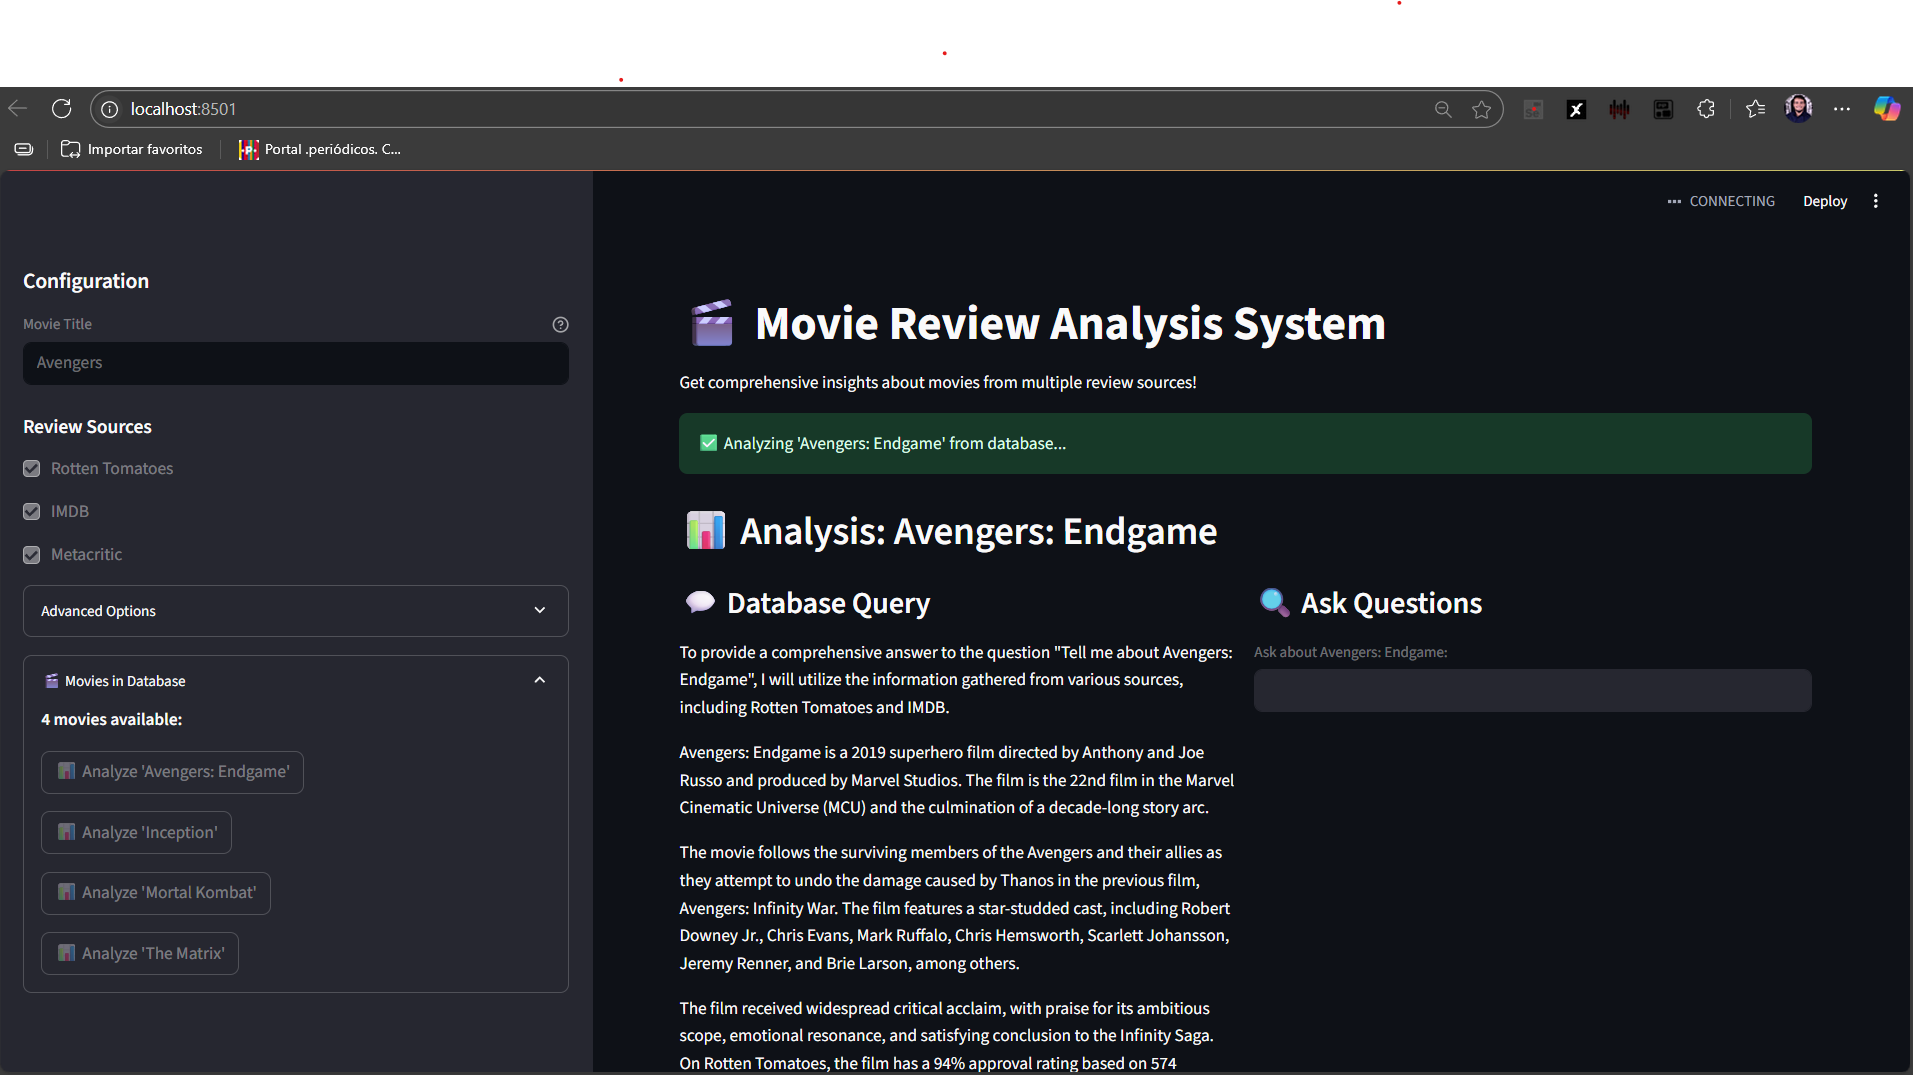 localhost:8501
Importar favoritos
Portal .periódicos. C...
CONNECTING
Deploy
Configuration
Movie Title
Avengers
Review Sources
Rotten Tomatoes
IMDB
Metacritic
Advanced Options
Movies in Database
4 movies available:
Analyze 'Avengers: Endgame'
Analyze 'Inception'
Analyze 'Mortal Kombat'
Analyze 'The Matrix'
Movie Review Analysis System
Get comprehensive insights about movies from multiple review sources!
Analyzing 'Avengers: Endgame' from database...
Analysis: Avengers: Endgame
Database Query
To provide a comprehensive answer to the question "Tell me about Avengers:
Endgame", I will utilize the information gathered from various sources,
including Rotten Tomatoes and IMDB.
Avengers: Endgame is a 2019 superhero film directed by Anthony and Joe
Russo and produced by Marvel Studios. The film is the 22nd film in the Marvel
Cinematic Universe (MCU) and the culmination of a decade-long story arc.
The movie follows the surviving members of the Avengers and their allies as
they attempt to undo the damage caused by Thanos in the previous film,
Avengers: Infinity War. The film features a star-studded cast, including Robert
Downey Jr., Chris Evans, Mark Ruffalo, Chris Hemsworth, Scarlett Johansson,
Jeremy Renner, and Brie Larson, among others.
The film received widespread critical acclaim, with praise for its ambitious
scope, emotional resonance, and satisfying conclusion to the Infinity Saga.
On Rotten Tomatoes, the film has a 94% approval rating based on 574
Ask Questions
Ask about Avengers: Endgame: